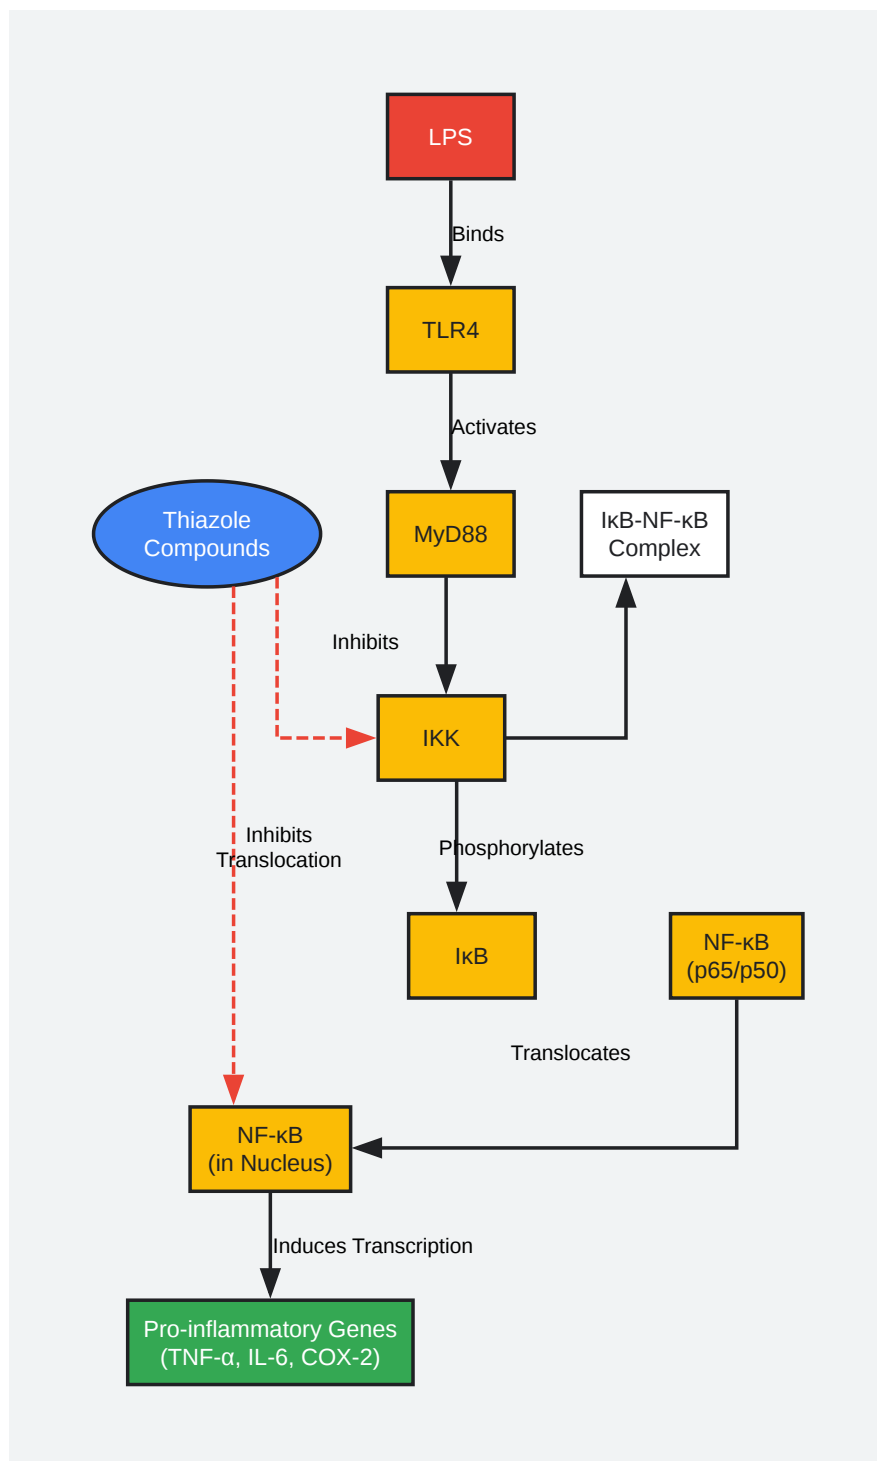 LPS
Binds
TLR4
Activates
Thiazole
Compounds
MyD88
IκB-NF-κB
Complex
Inhibits
IKK
Inhibits
Translocation
Phosphorylates
IκB
NF-κB
(p65/p50)
Translocates
NF-κB
(in Nucleus)
Induces Transcription
Pro-inflammatory Genes
(TNF-α, IL-6, COX-2)